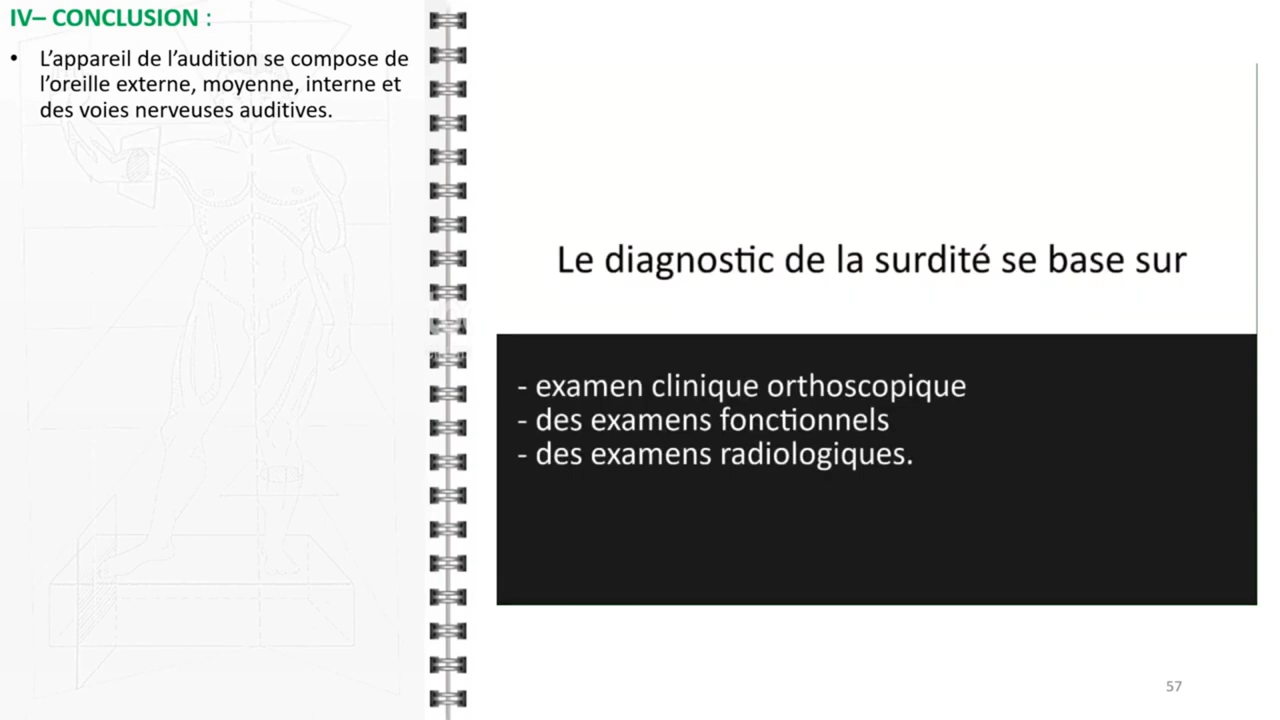 IV– CONCLUSION :
• L’appareil de l’audition se compose de
l’oreille externe, moyenne, interne et
des voies nerveuses auditives.
Le diagnostic de la surdité se base sur
- examen clinique orthoscopique
- des examens fonctionnels
- des examens radiologiques.
57